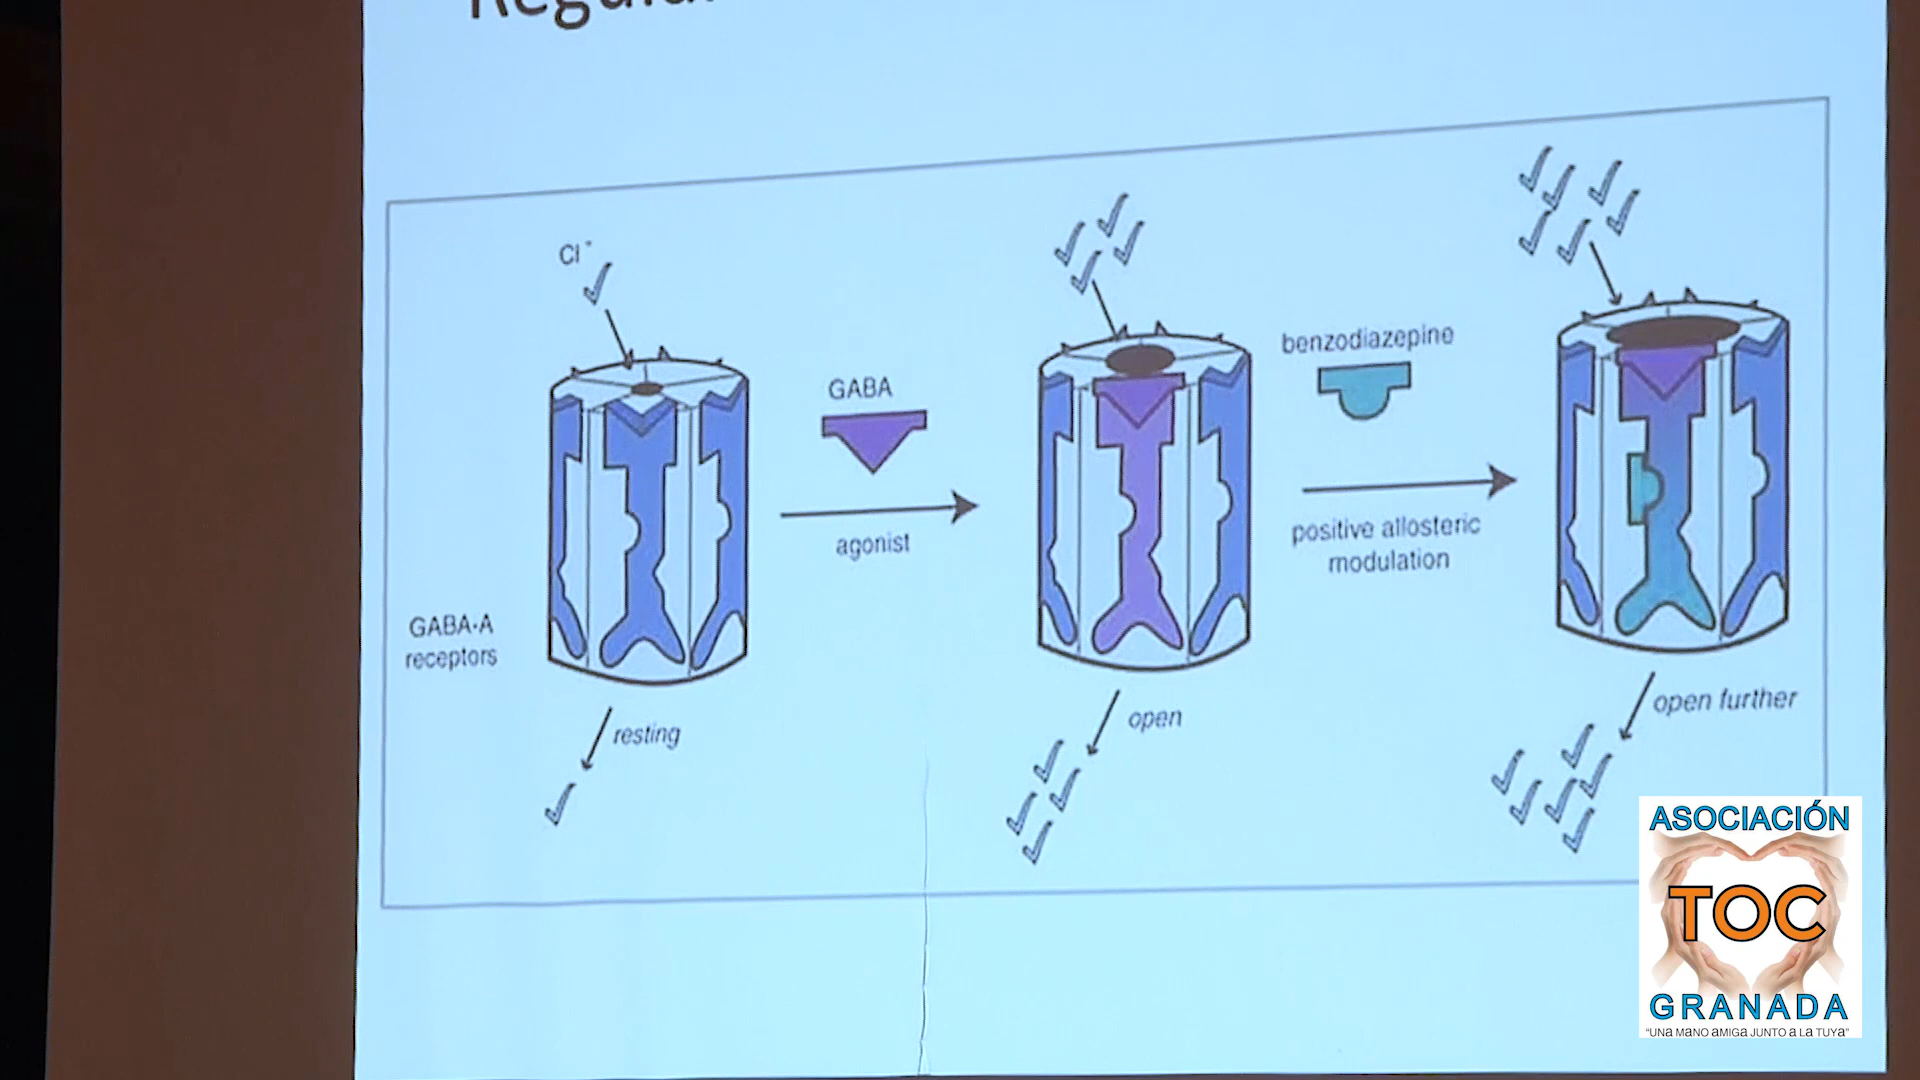 Cl⁻
GABA
agonist
benzodiazepine
positive allosteric
modulation
GABA-A
receptors
resting
open
open further
ASOCIACIÓN
TOC
GRANADA
"UNa MaNO aMIGa JUNTO a La TUYa"